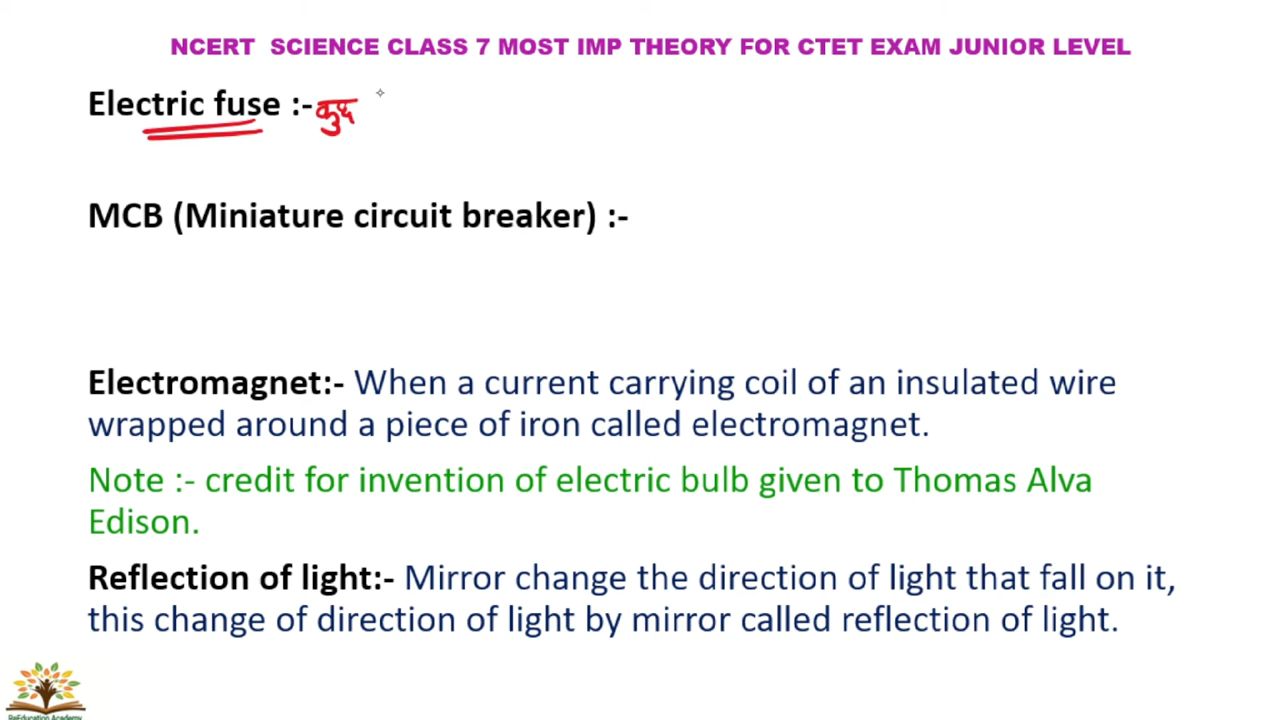 NCERT SCIENCE CLASS 7 MOST IMP THEORY FOR CTET EXAM JUNIOR LEVEL
Electric fuse :- कुछ
MCB (Miniature circuit breaker) :-
Electromagnet:- When a current carrying coil of an insulated wire
wrapped around a piece of iron called electromagnet.
Note :- credit for invention of electric bulb given to Thomas Alva
Edison.
Reflection of light:- Mirror change the direction of light that fall on it,
this change of direction of light by mirror called reflection of light.
ReEducation Academy